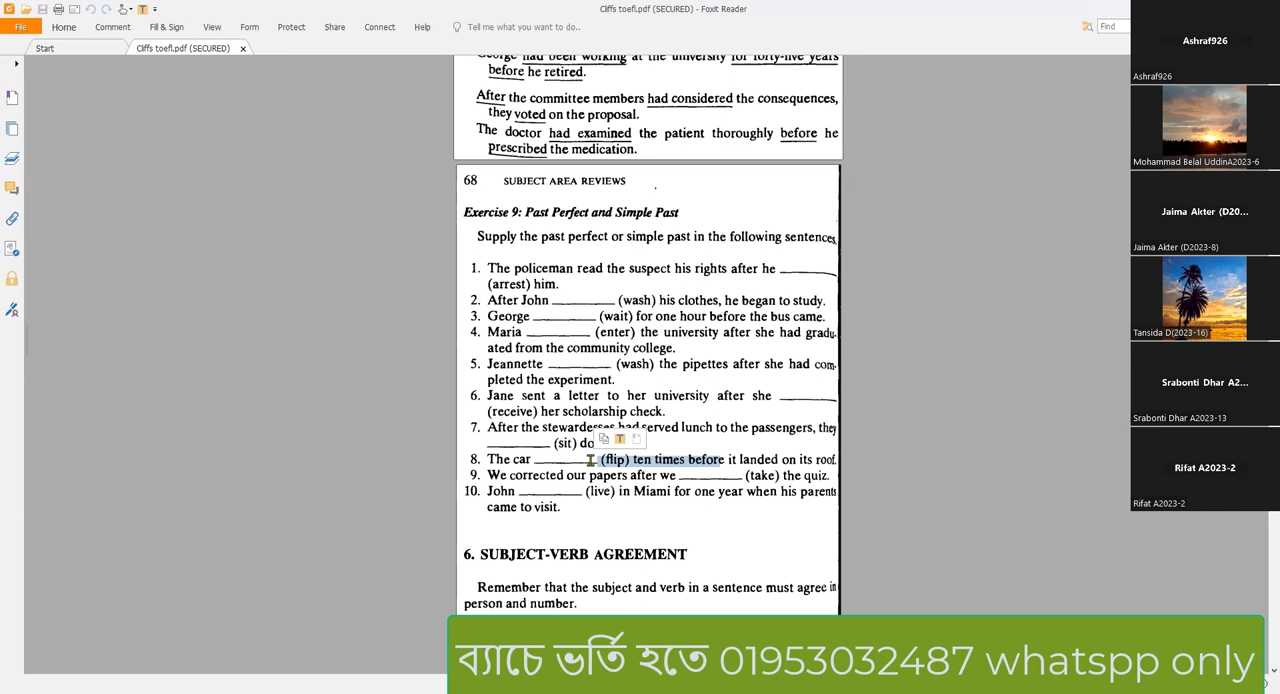 Cliffs toefl.pdf (SECURED) - Foxit Reader
File Home Comment Fill & Sign View Form Protect Share Connect Help Tell me what you want to do.. Find
Start Cliffs toefl.pdf (SECURED)
George had been working at the university for forty-five years
before he retired.
After the committee members had considered the consequences,
they voted on the proposal.
The doctor had examined the patient thoroughly before he
prescribed the medication.
68 SUBJECT AREA REVIEWS
Exercise 9: Past Perfect and Simple Past
Supply the past perfect or simple past in the following sentences
1. The policeman read the suspect his rights after he ________
(arrest) him.
2. After John ________ (wash) his clothes, he began to study.
3. George ________ (wait) for one hour before the bus came.
4. Maria ________ (enter) the university after she had gradu-
ated from the community college.
5. Jeannette ________ (wash) the pipettes after she had com-
pleted the experiment.
6. Jane sent a letter to her university after she ________
(receive) her scholarship check.
7. After the stewardesses had served lunch to the passengers, they
________ (sit) do
8. The car ________ (flip) ten times before it landed on its roof.
9. We corrected our papers after we ________ (take) the quiz.
10. John ________ (live) in Miami for one year when his parents
came to visit.
6. SUBJECT-VERB AGREEMENT
Remember that the subject and verb in a sentence must agree in
person and number.
Ashraf926
Ashraf926
Mohammad Belal UddinA2023-6
Jaima Akter (D20...
Jaima Akter (D2023-8)
Tansida D(2023-16)
Srabonti Dhar A2...
Srabonti Dhar A2023-13
Rifat A2023-2
Rifat A2023-2
ব্যাচে ভর্তি হতে 01953032487 whatspp only